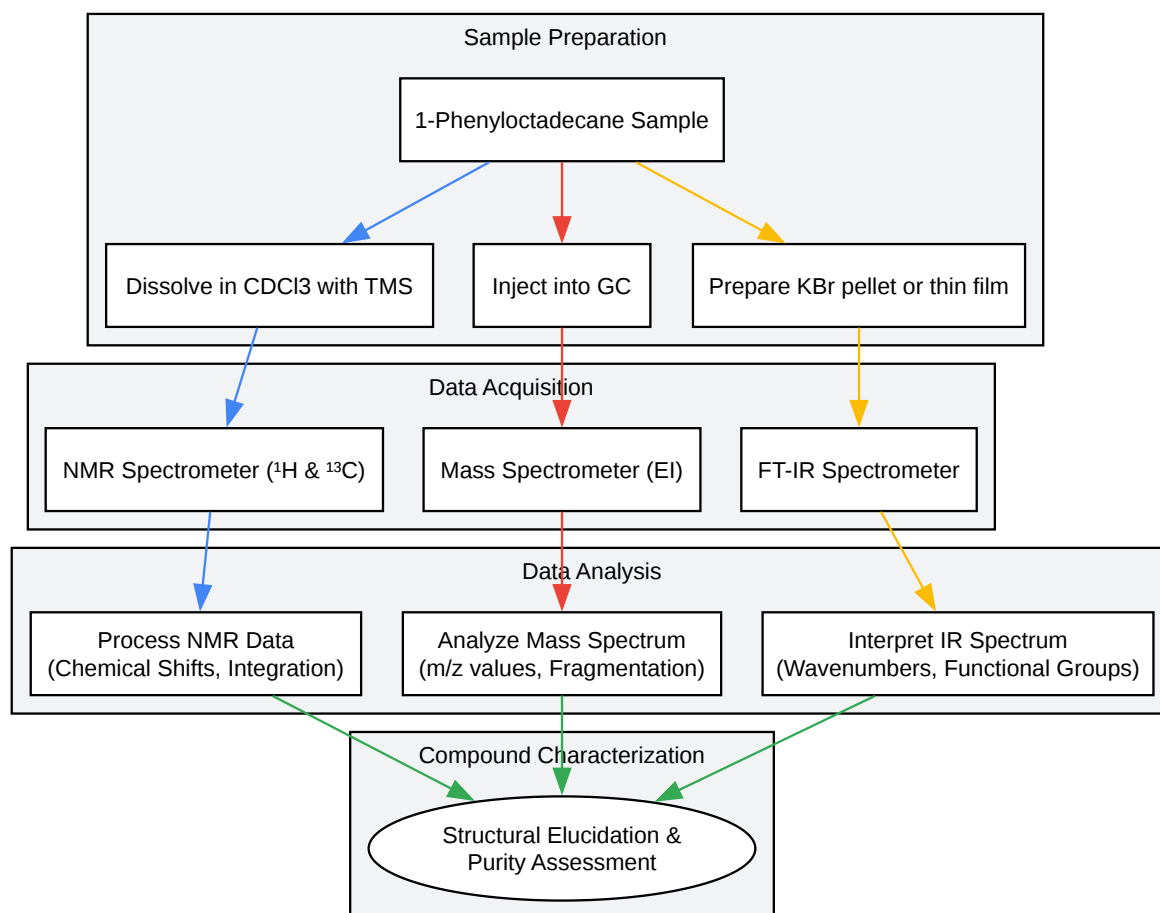 Sample Preparation
1-Phenyloctadecane Sample
Dissolve in CDCl3 with TMS
Inject into GC
Prepare KBr pellet or thin film
Data Acquisition
NMR Spectrometer (¹H & ¹³C)
Mass Spectrometer (EI)
FT-IR Spectrometer
Data Analysis
Process NMR Data
(Chemical Shifts, Integration)
Analyze Mass Spectrum
(m/z values, Fragmentation)
Interpret IR Spectrum
(Wavenumbers, Functional Groups)
Compound Characterization
Structural Elucidation &
Purity Assessment